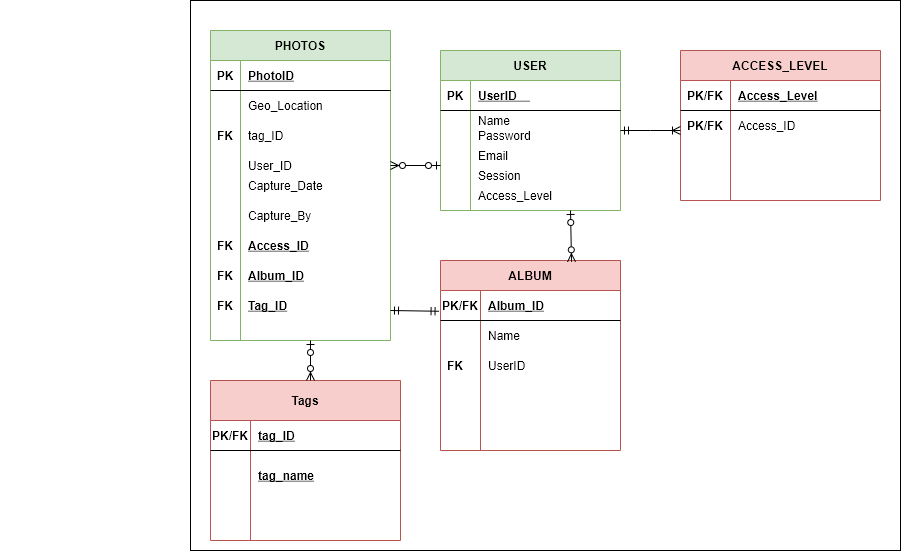 PHOTOS
PK PhotoID
Geo_Location
FK tag_ID
User_ID
Capture_Date
Capture_By
FK Access_ID
FK Album_ID
FK Tag_ID
USER
PK UserID__
Name
Password
Email
Session
Access_Level
ACCESS_LEVEL
PK/FK Access_Level
PK/FK Access_ID
ALBUM
PK/FK Album_ID
Name
FK UserID
Tags
PK/FK tag_ID
tag_name